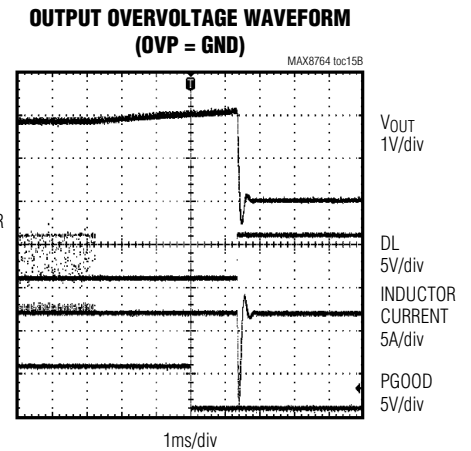 OUTPUT OVERVOLTAGE WAVEFORM
(OVP = GND)
MAX8764 toc15B
T
VOUT
1V/div
R
DL
5V/div
INDUCTOR
CURRENT
5A/div
PGOOD
5V/div
1ms/div